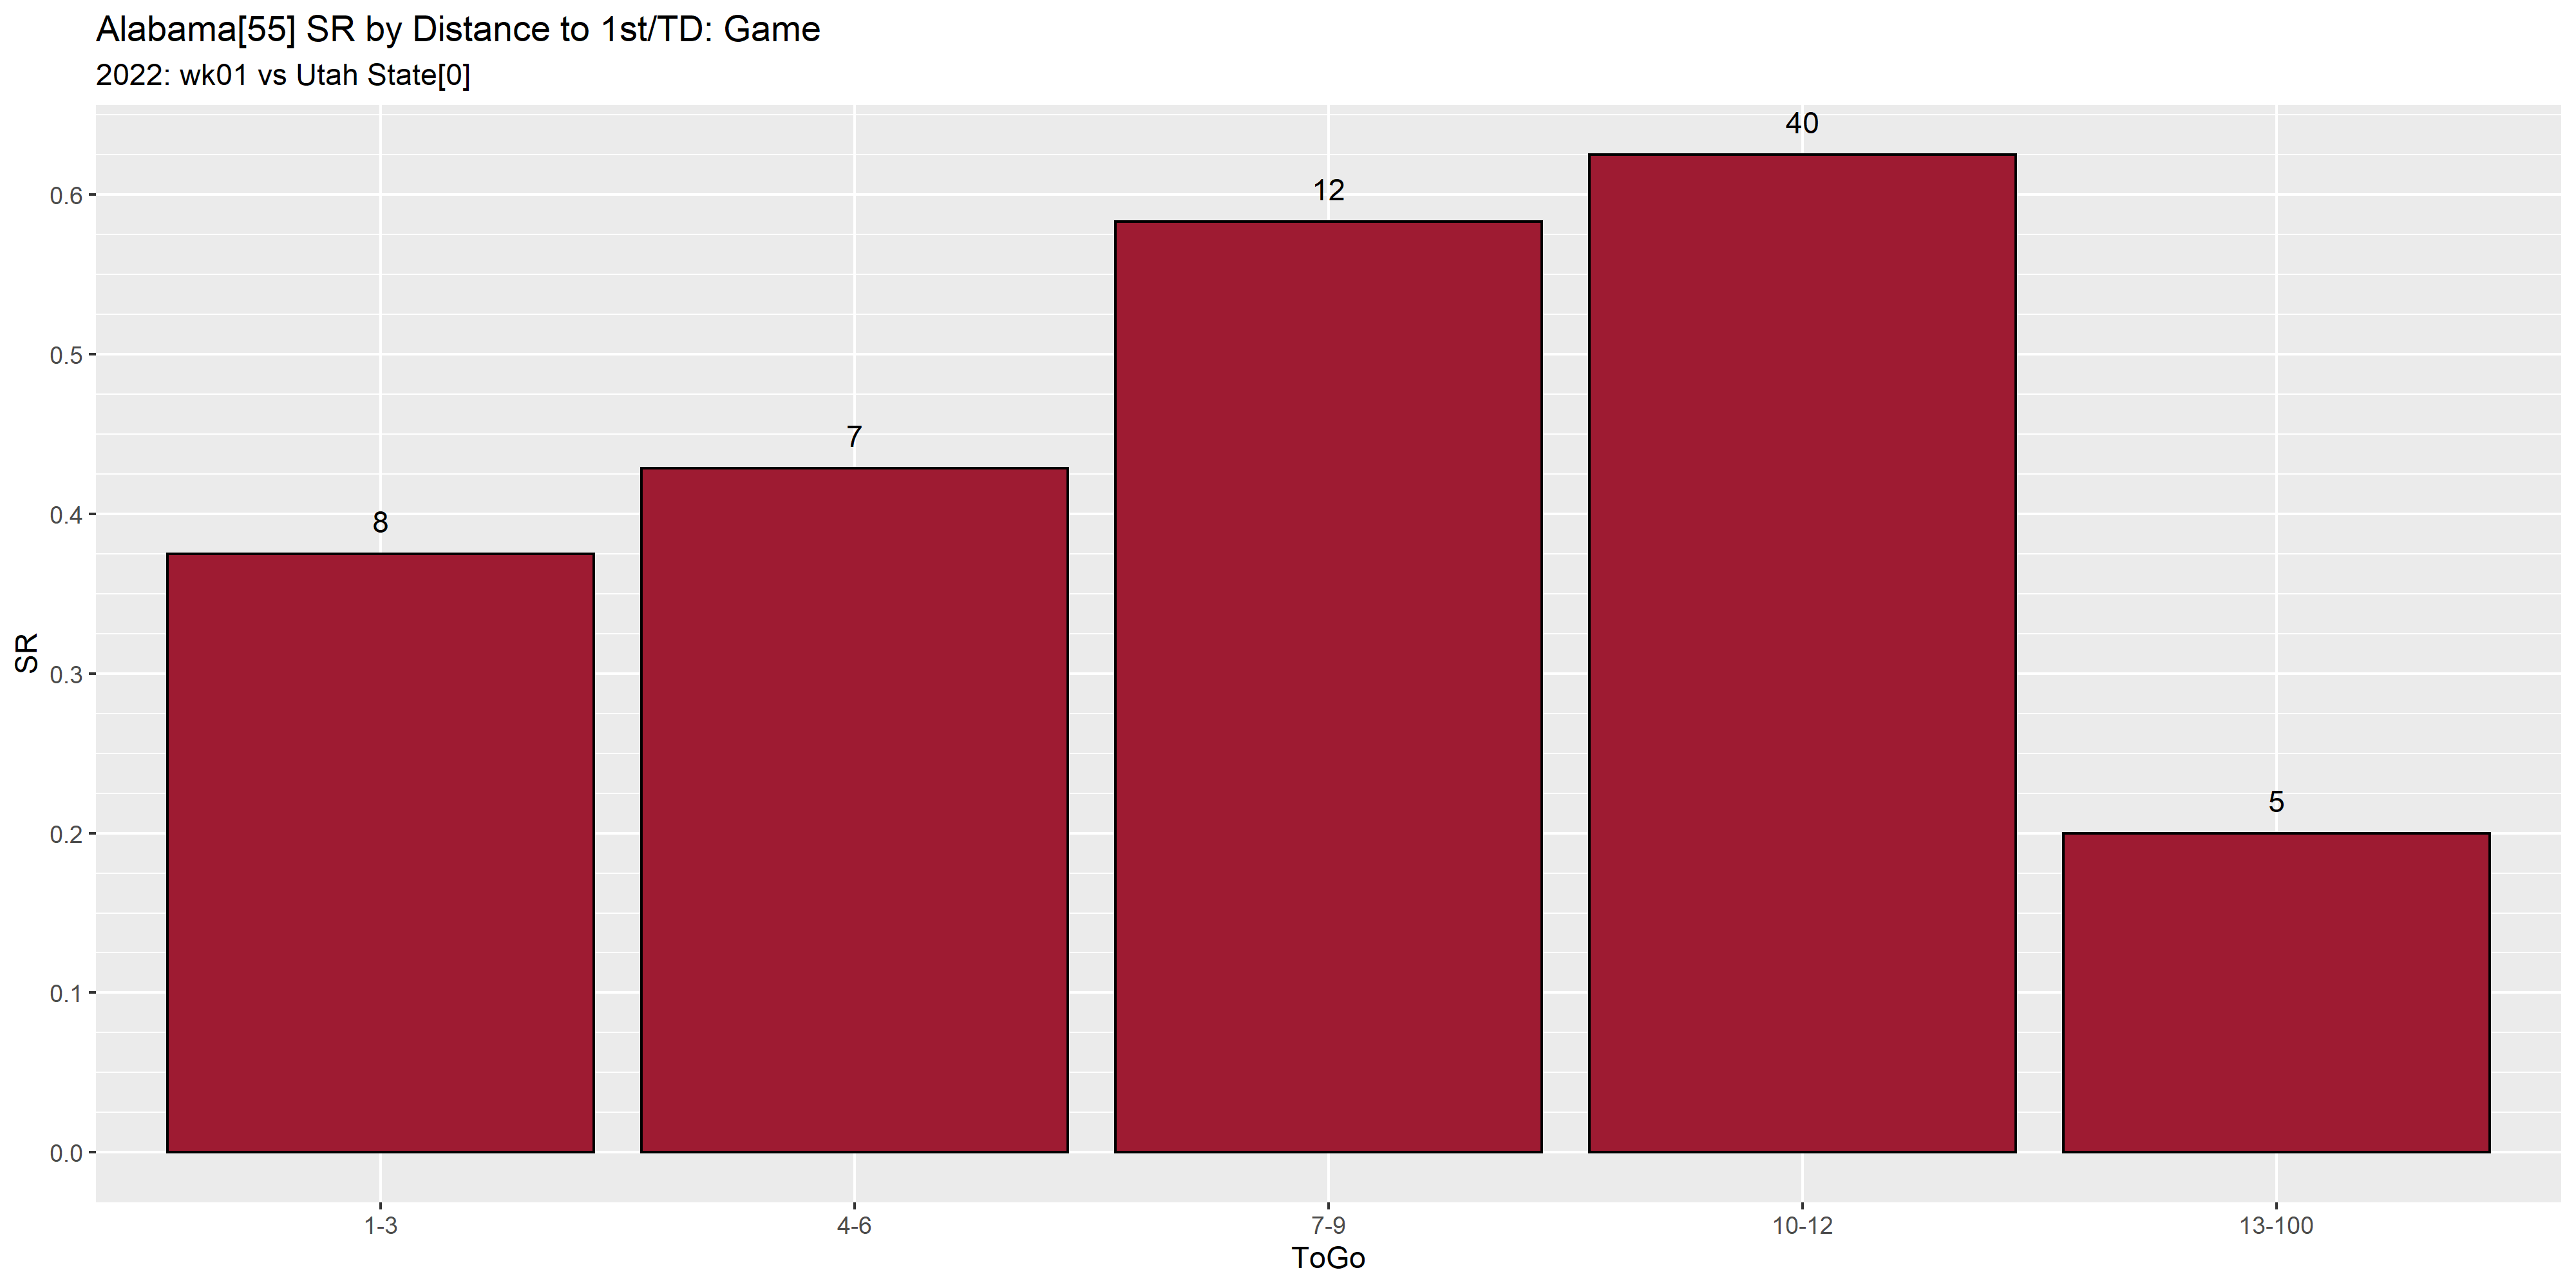 Alabama[55] SR by Distance to 1st/TD: Game
2022: wk01 vs Utah State[0]
40
12
0.6
0.5
7
8
0.4
SR
0.3
5
0.2
0.1
0.0
1-3 4-6 7-9 10-12 13-100
ToGo